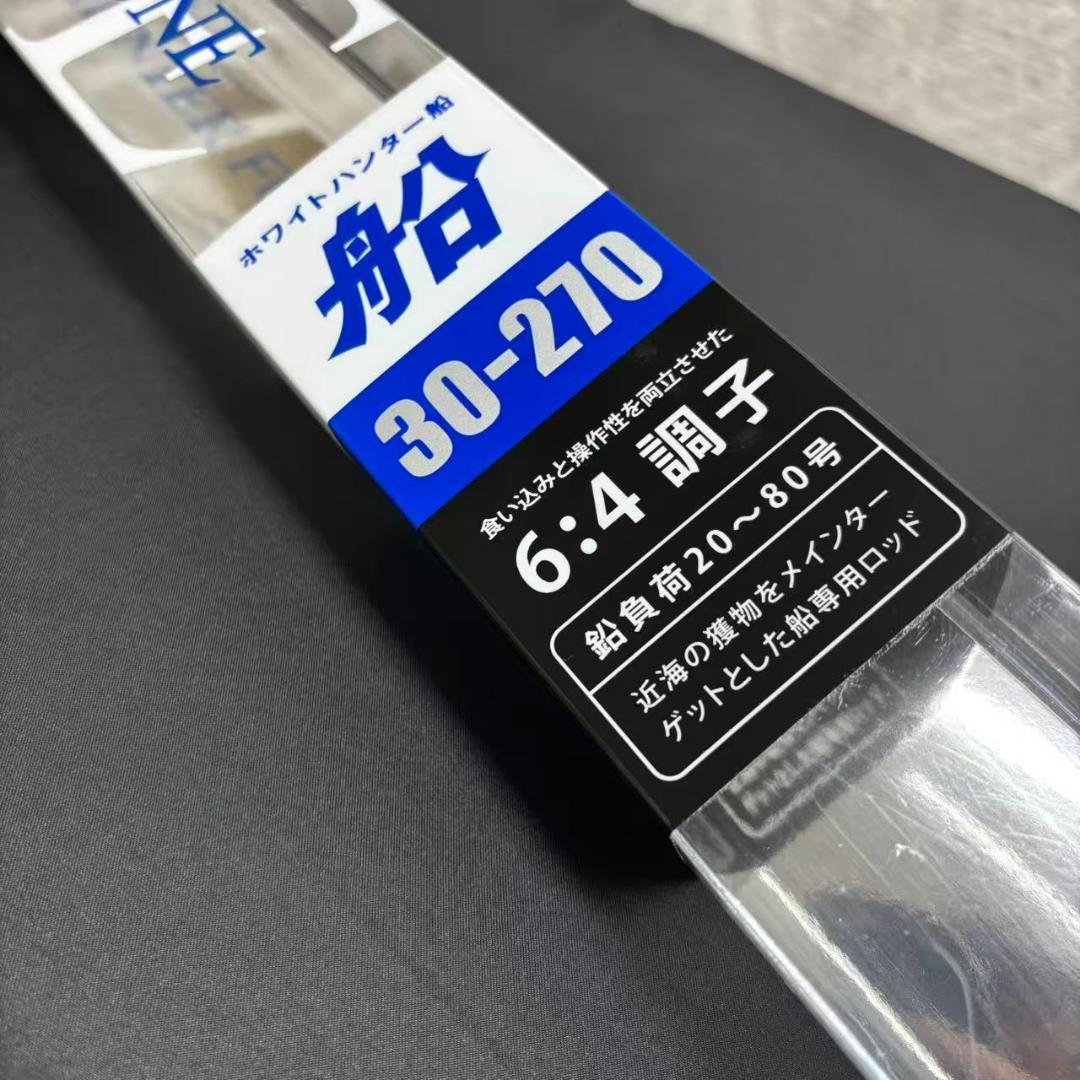 NE
ホワイトハンター船
船
30-270
食い込みと操作性を両立させた
6:4 調子
鉛負荷20〜80号
近海の獲物をメインター
ゲットとした船専用ロッド